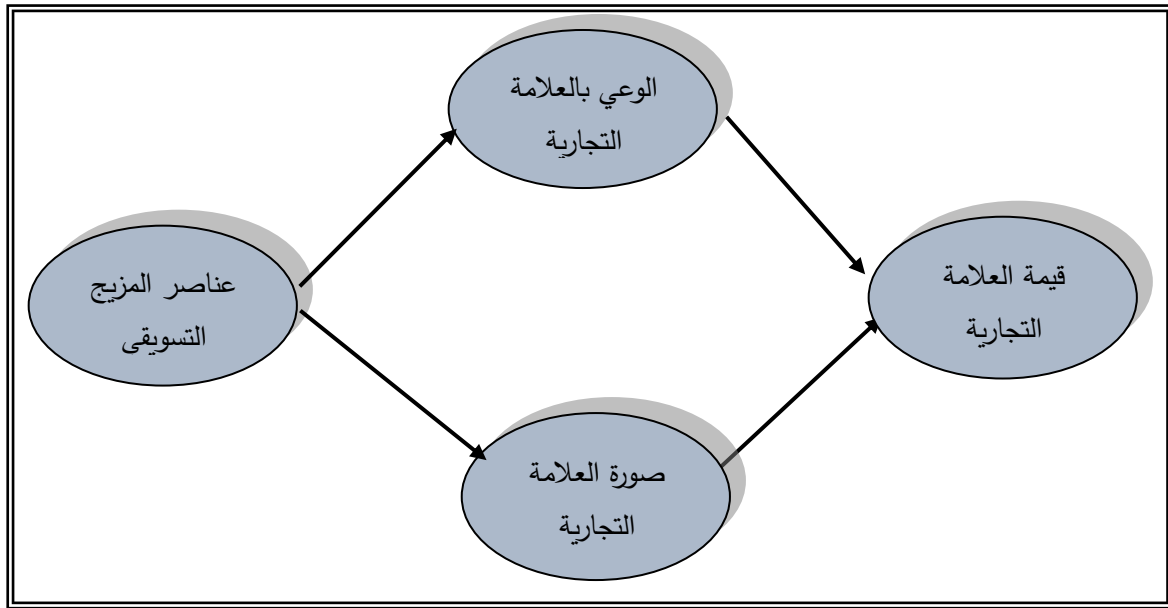 الوعي بالعلامة
التجارية
عناصر المزيج
التسويقى
قيمة العلامة
التجارية
صورة العلامة
التجارية